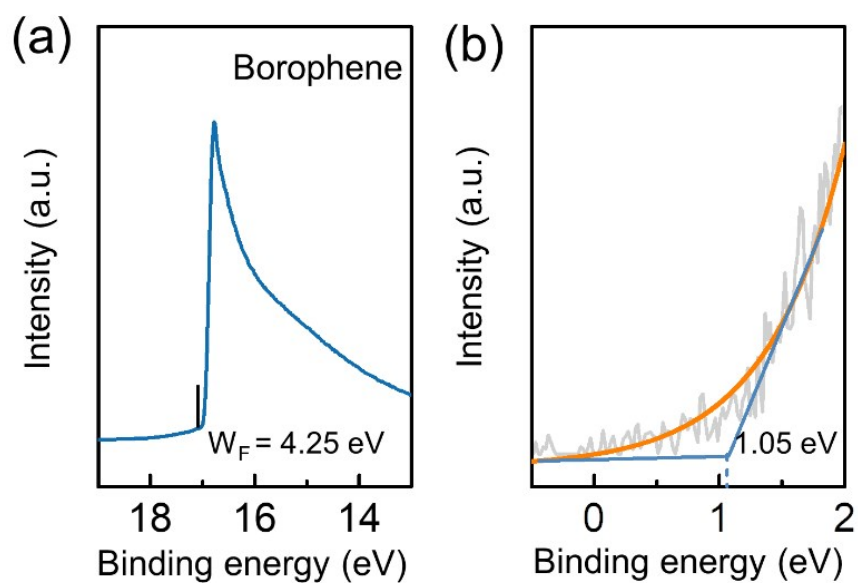 (a)
Borophene
Intensity (a.u.)
W_F = 4.25 eV
18 16 14
Binding energy (eV)
(b)
Intensity (a.u.)
1.05 eV
0 1 2
Binding energy (eV)